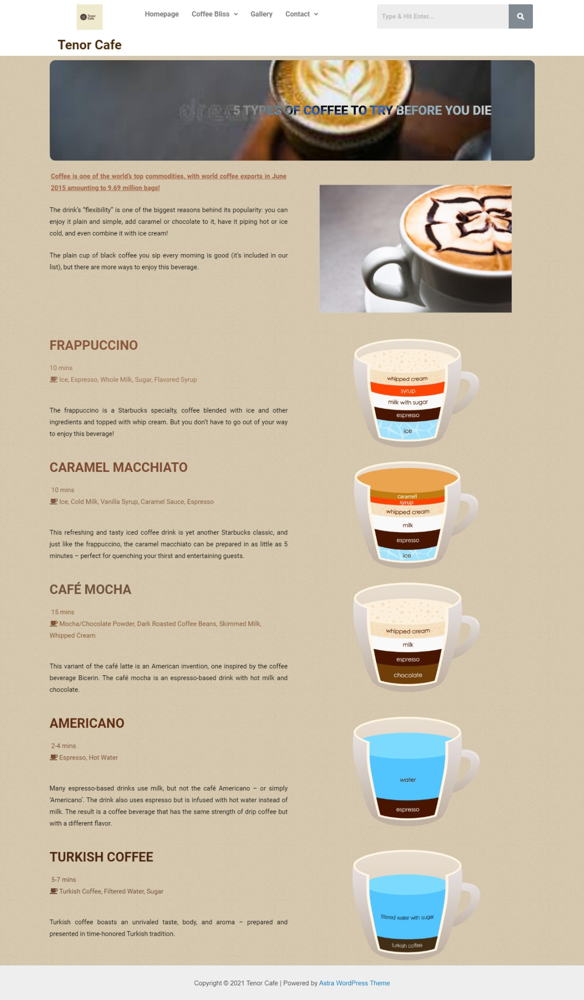 Tenor
Cafe
Homepage
Coffee Bliss
Gallery
Contact
Type & Hit Enter...
Tenor Cafe
5 TYPES OF COFFEE TO TRY BEFORE YOU DIE
Coffee is one of the world’s top commodities, with world coffee exports in June
2015 amounting to 9.69 million bags!
The drink’s “flexibility” is one of the biggest reasons behind its popularity: you can
enjoy it plain and simple, add caramel or chocolate to it, have it piping hot or ice
cold, and even combine it with ice cream!
The plain cup of black coffee you sip every morning is good (it’s included in our
list), but there are more ways to enjoy this beverage.
FRAPPUCCINO
10 mins
Ice, Espresso, Whole Milk, Sugar, Flavored Syrup
The frappuccino is a Starbucks specialty, coffee blended with ice and other
ingredients and topped with whip cream. But you don’t have to go out of your way
to enjoy this beverage!
whipped cream
syrup
milk with sugar
espresso
ice
CARAMEL MACCHIATO
10 mins
Ice, Cold Milk, Vanilla Syrup, Caramel Sauce, Espresso
This refreshing and tasty iced coffee drink is yet another Starbucks classic, and
just like the frappuccino, the caramel macchiato can be prepared in as little as 5
minutes – perfect for quenching your thirst and entertaining guests.
caramel
syrup
whipped cream
milk
espresso
ice
CAFÉ MOCHA
15 mins
Mocha/Chocolate Powder, Dark Roasted Coffee Beans, Skimmed Milk,
Whipped Cream
This variant of the café latte is an American invention, one inspired by the coffee
beverage Bicerin. The café mocha is an espresso-based drink with hot milk and
chocolate.
whipped cream
milk
espresso
chocolate
AMERICANO
2-4 mins
Espresso, Hot Water
Many espresso-based drinks use milk, but not the café Americano – or simply
‘Americano’. The drink also uses espresso but is infused with hot water instead of
milk. The result is a coffee beverage that has the same strength of drip coffee but
with a different flavor.
water
espresso
TURKISH COFFEE
5-7 mins
Turkish Coffee, Filtered Water, Sugar
Turkish coffee boasts an unrivaled taste, body, and aroma – prepared and
presented in time-honored Turkish tradition.
filtered water with sugar
turkish coffee
Copyright © 2021 Tenor Cafe | Powered by Astra WordPress Theme